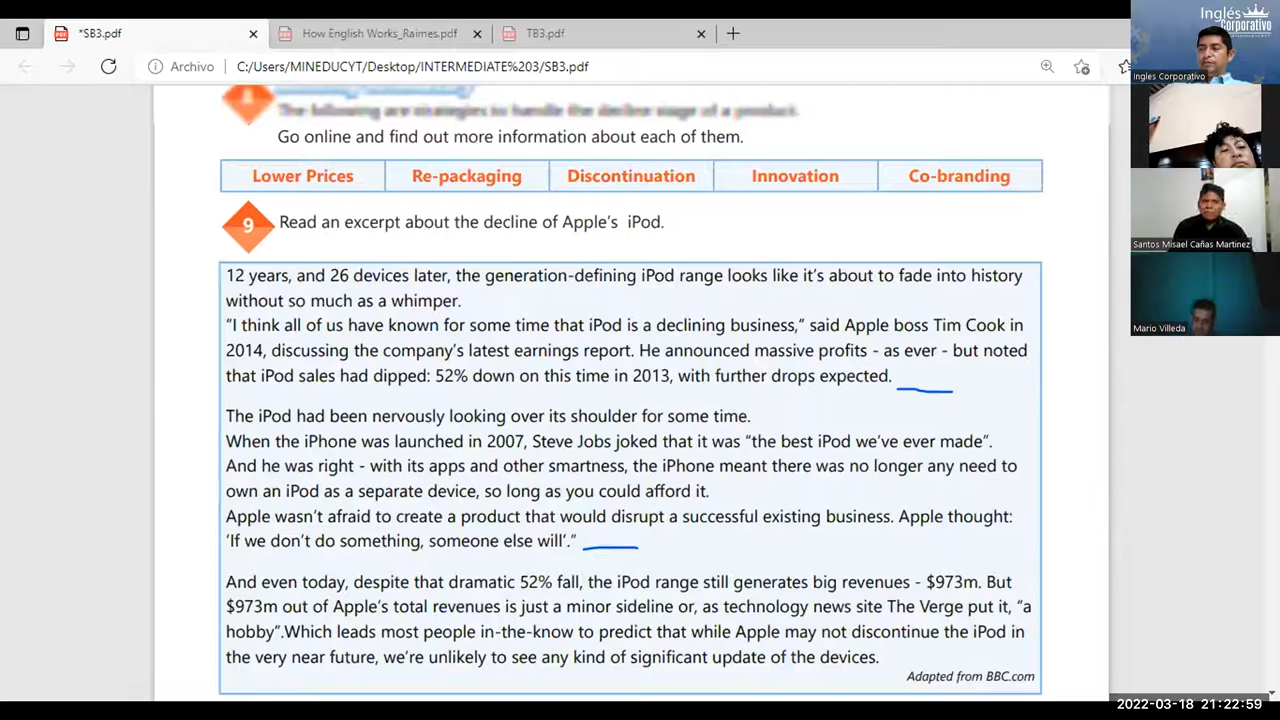 *SB3.pdf
How English Works_Raimes.pdf
TB3.pdf
Archivo
C:/Users/MINEDUCYT/Desktop/INTERMEDIATE%203/SB3.pdf
The following are strategies to handle the decline stage of a product.
Go online and find out more information about each of them.
Lower Prices Re-packaging Discontinuation Innovation Co-branding
9 Read an excerpt about the decline of Apple's iPod.
12 years, and 26 devices later, the generation-defining iPod range looks like it's about to fade into history
without so much as a whimper.
“I think all of us have known for some time that iPod is a declining business,” said Apple boss Tim Cook in
2014, discussing the company's latest earnings report. He announced massive profits - as ever - but noted
that iPod sales had dipped: 52% down on this time in 2013, with further drops expected.
The iPod had been nervously looking over its shoulder for some time.
When the iPhone was launched in 2007, Steve Jobs joked that it was “the best iPod we've ever made”.
And he was right - with its apps and other smartness, the iPhone meant there was no longer any need to
own an iPod as a separate device, so long as you could afford it.
Apple wasn't afraid to create a product that would disrupt a successful existing business. Apple thought:
‘If we don't do something, someone else will’.”
And even today, despite that dramatic 52% fall, the iPod range still generates big revenues - $973m. But
$973m out of Apple's total revenues is just a minor sideline or, as technology news site The Verge put it, “a
hobby”.Which leads most people in-the-know to predict that while Apple may not discontinue the iPod in
the very near future, we're unlikely to see any kind of significant update of the devices.
Adapted from BBC.com
Inglés
Corporativo
Ingles Corporativo
Santos Misael Cañas Martinez
Mario Villeda
2022-03-18 21:22:59